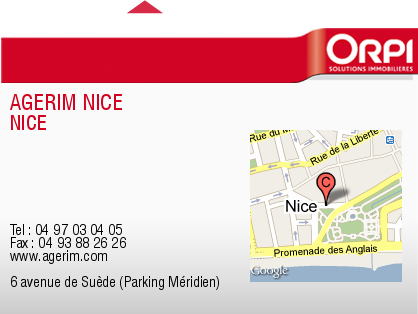 ORPI
SOLUTIONS IMMOBILIÈRES
AGERIM NICE
NICE
Rue du M
Rue de la Liberté
C
Nice
Promenade des Anglais
Google
Tel : 04 97 03 04 05
Fax : 04 93 88 26 26
www.agerim.com
6 avenue de Suède (Parking Méridien)